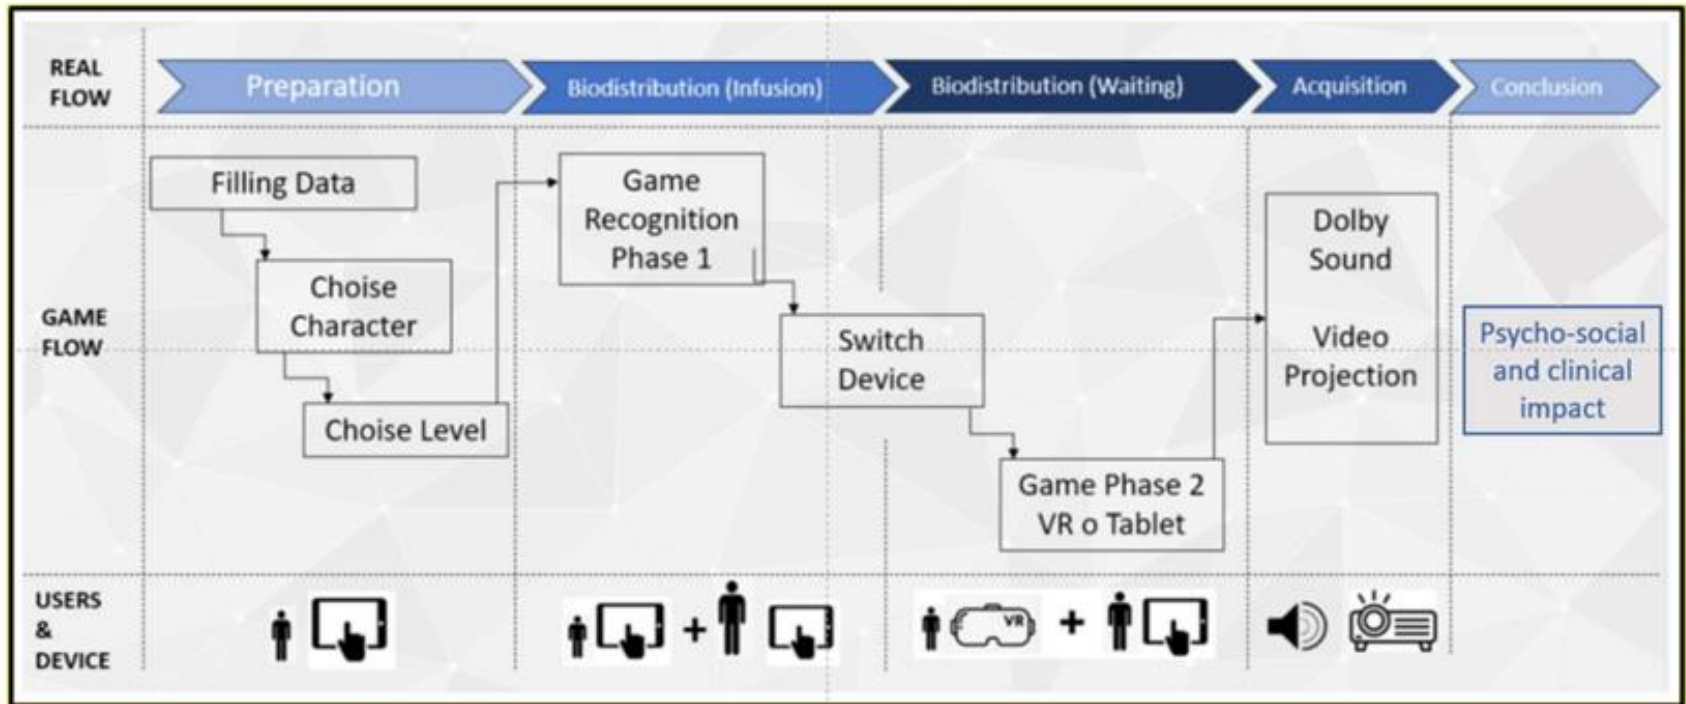 REAL
FLOW
Preparation
Biodistribution (Infusion)
Biodistribution (Waiting)
Acquisition
Conclusion
GAME
FLOW
Filling Data
Choise
Character
Choise Level
Game
Recognition
Phase 1
Switch
Device
Game Phase 2
VR o Tablet
Dolby
Sound
Video
Projection
Psycho-social
and clinical
impact
USERS
&
DEVICE
+
VR
+